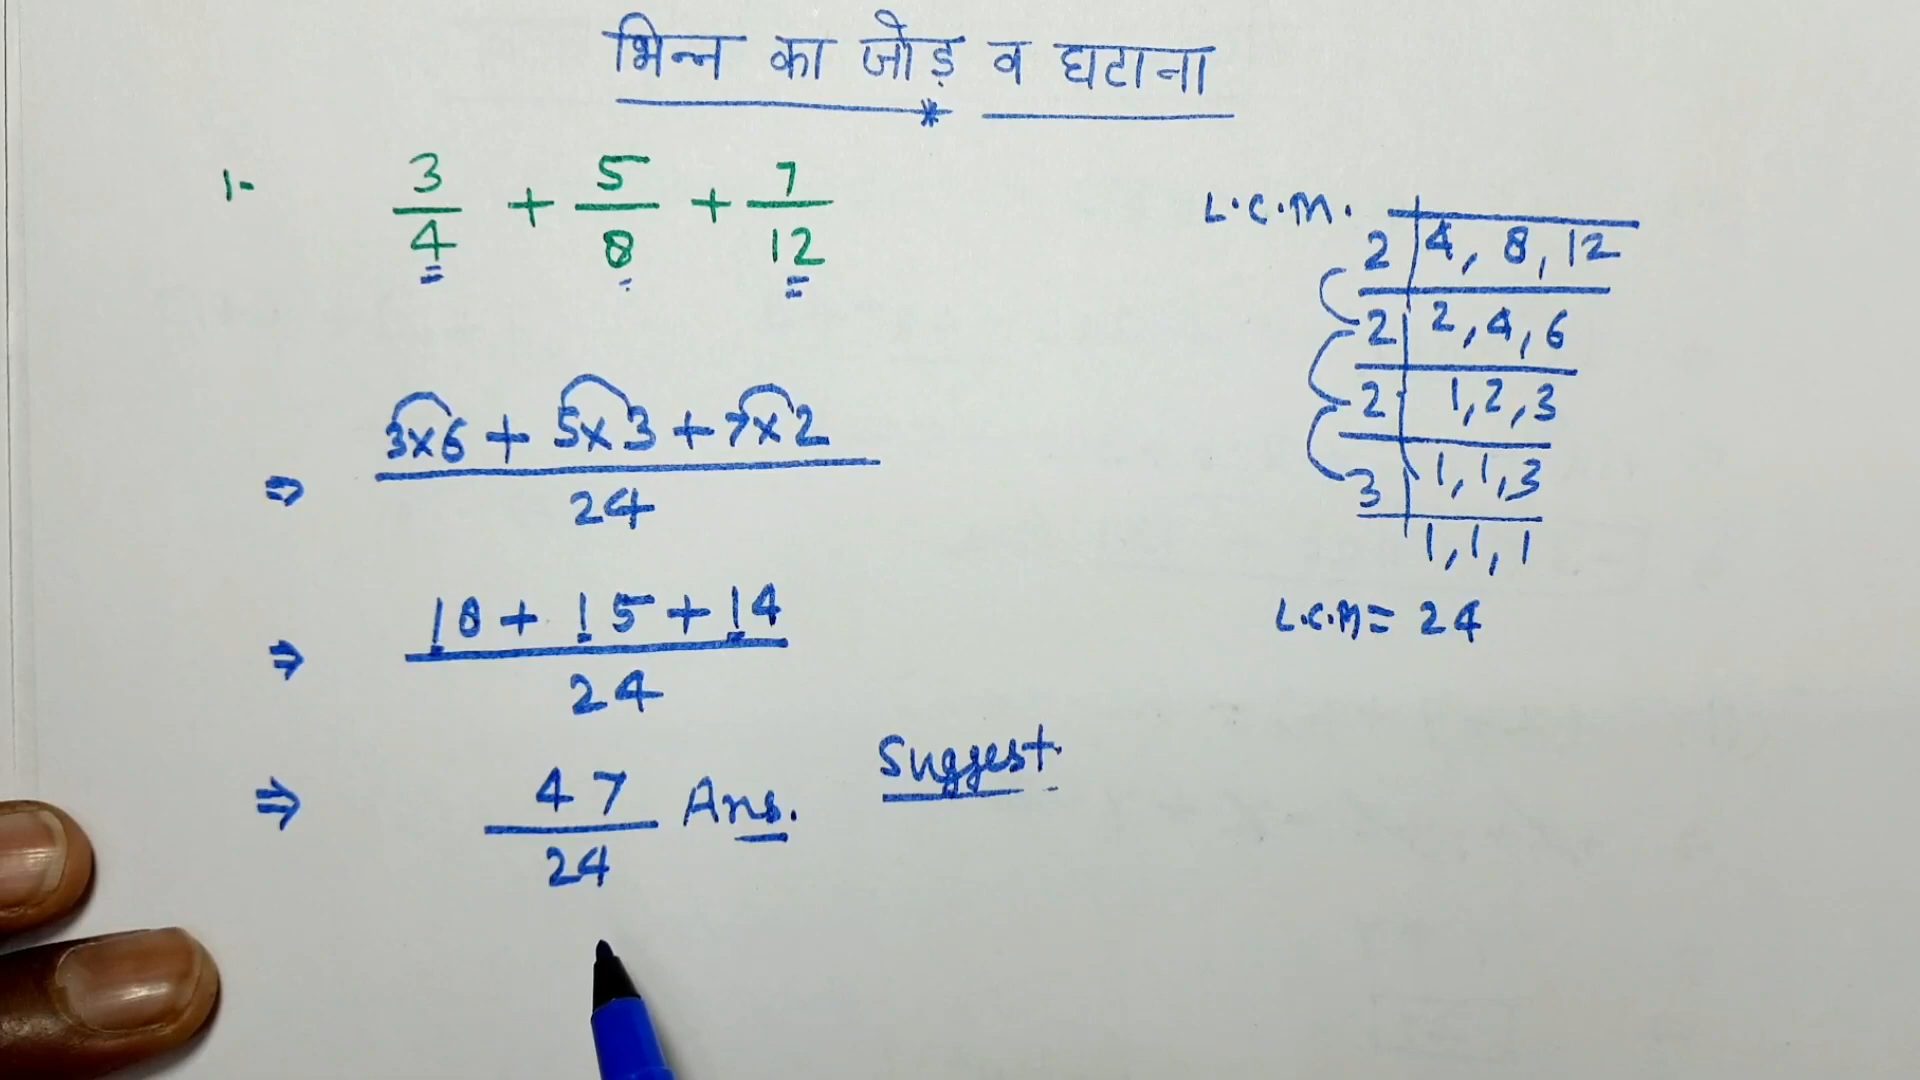 भिन्न का जोड़ व घटाना
1- 3/4 + 5/8 + 7/12
⇒ 3×6 + 5×3 + 7×2 / 24
⇒ 18 + 15 + 14 / 24
⇒ 47/24 Ans.
Suggest.
L.C.M.
2 | 4, 8, 12
2 | 2, 4, 6
2 | 1, 2, 3
3 | 1, 1, 3
1, 1, 1
L.C.M = 24